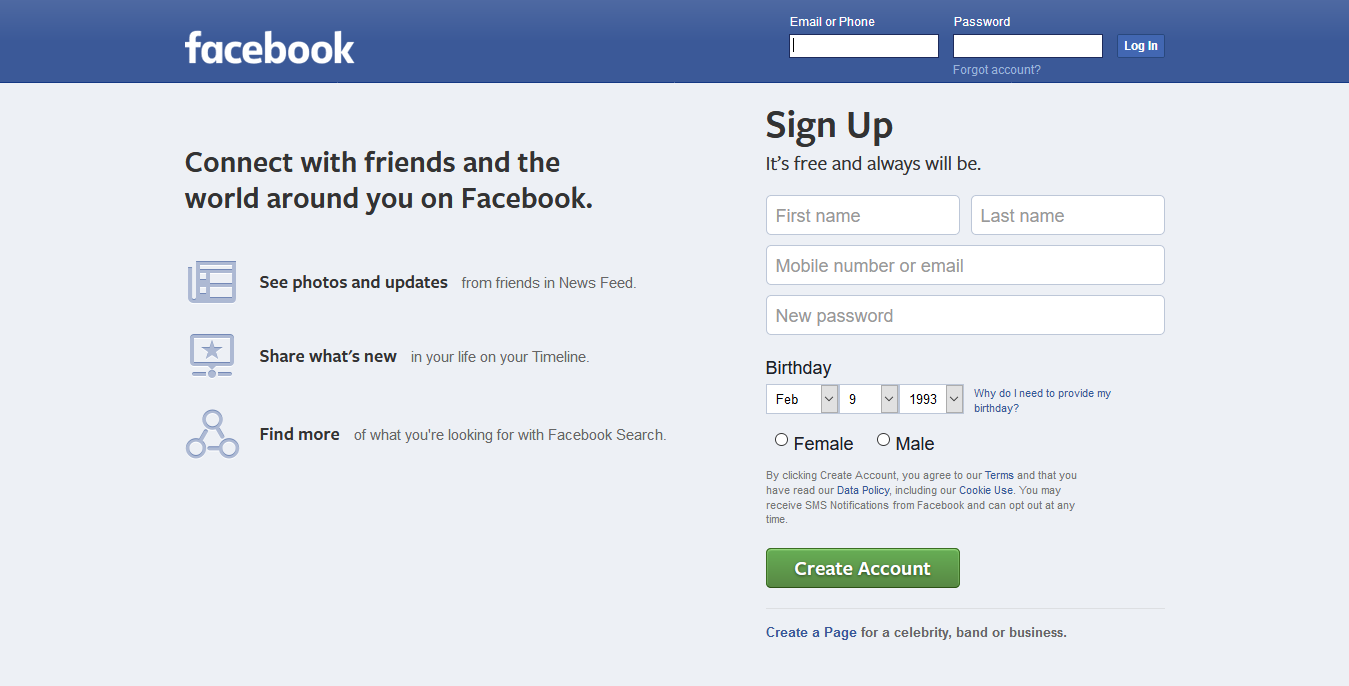 facebook
Email or Phone
Password
Log In
Forgot account?
Connect with friends and the
world around you on Facebook.
See photos and updates from friends in News Feed.
Share what's new in your life on your Timeline.
Find more of what you're looking for with Facebook Search.
Sign Up
It’s free and always will be.
First name
Last name
Mobile number or email
New password
Birthday
Feb 9 1993
Why do I need to provide my
birthday?
Female Male
By clicking Create Account, you agree to our Terms and that you
have read our Data Policy, including our Cookie Use. You may
receive SMS Notifications from Facebook and can opt out at any
time.
Create Account
Create a Page for a celebrity, band or business.